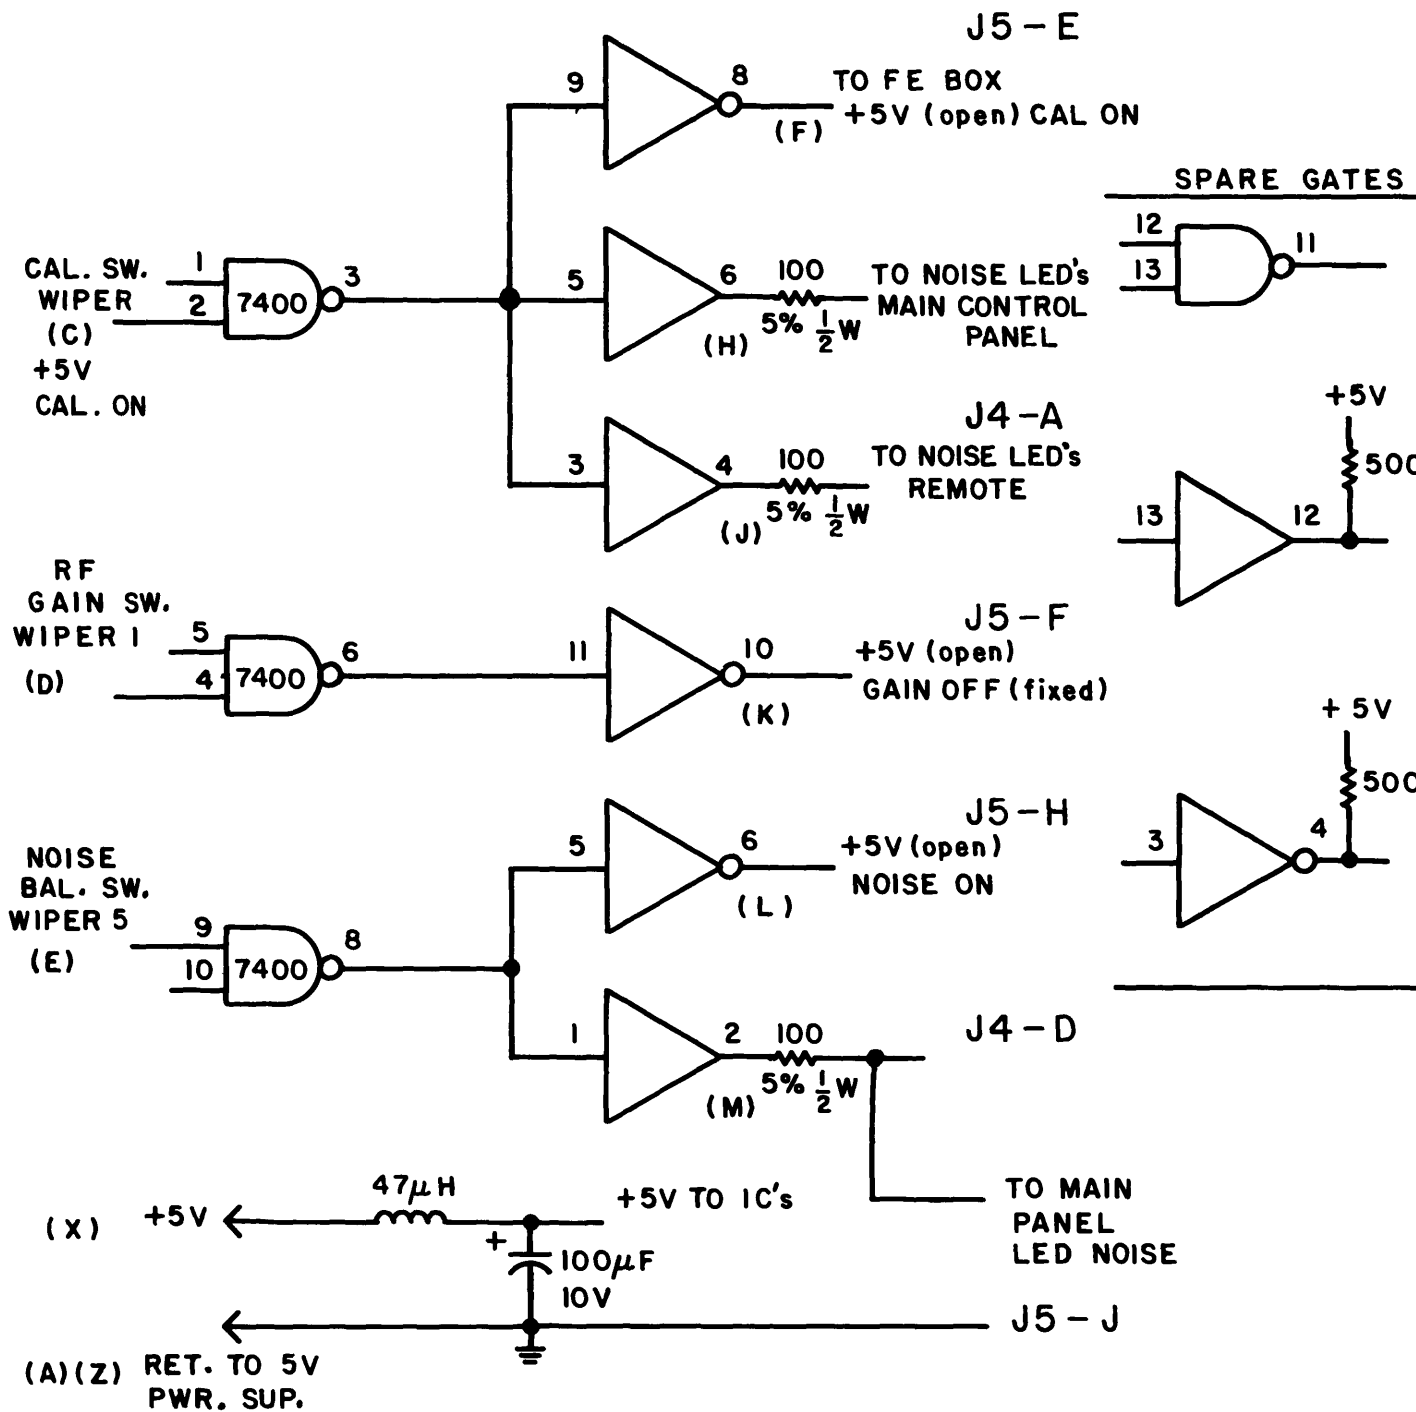 J5-E
9
8
TO FE BOX
(F) +5V (open) CAL ON
SPARE GATES
12
13
11
CAL. SW.
WIPER
(C)
+5V
CAL. ON
1
2
7400
3
5
6
100
5% 1/2 W
(H)
TO NOISE LED's
MAIN CONTROL
PANEL
J4-A
3
4
100
5% 1/2 W
(J)
TO NOISE LED's
REMOTE
+5V
500
13
12
RF
GAIN SW.
WIPER 1
(D)
5
4
7400
6
11
10
(K)
J5-F
+5V (open)
GAIN OFF (fixed)
+5V
500
3
4
NOISE
BAL. SW.
WIPER 5
(E)
9
10
7400
8
5
6
(L)
J5-H
+5V (open)
NOISE ON
1
2
100
5% 1/2 W
(M)
J4-D
TO MAIN
PANEL
LED NOISE
(X) +5V
47μH
+5V TO IC's
+
100μF
10V
J5-J
(A)(Z) RET. TO 5V
PWR. SUP.